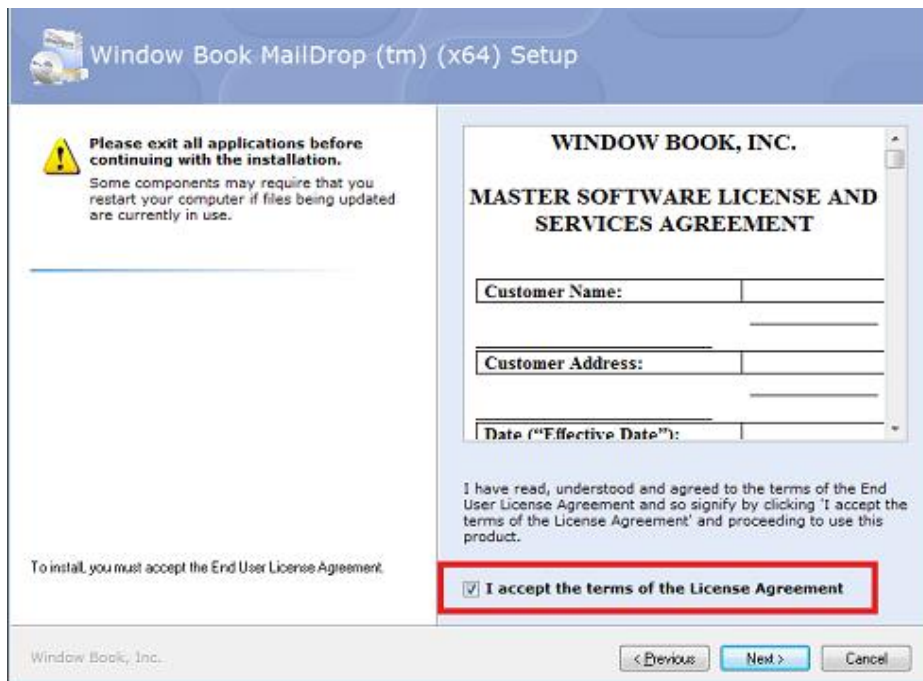 Window Book MailDrop (tm) (x64) Setup
Please exit all applications before
continuing with the installation.
Some components may require that you
restart your computer if files being updated
are currently in use.
To install, you must accept the End User License Agreement.
WINDOW BOOK, INC.
MASTER SOFTWARE LICENSE AND
SERVICES AGREEMENT
Customer Name:
Customer Address:
Date (“Effective Date”):
I have read, understood and agreed to the terms of the End
User License Agreement and so signify by clicking 'I accept the
terms of the License Agreement' and proceeding to use this
product.
I accept the terms of the License Agreement
Window Book, Inc.
< Previous
Next >
Cancel